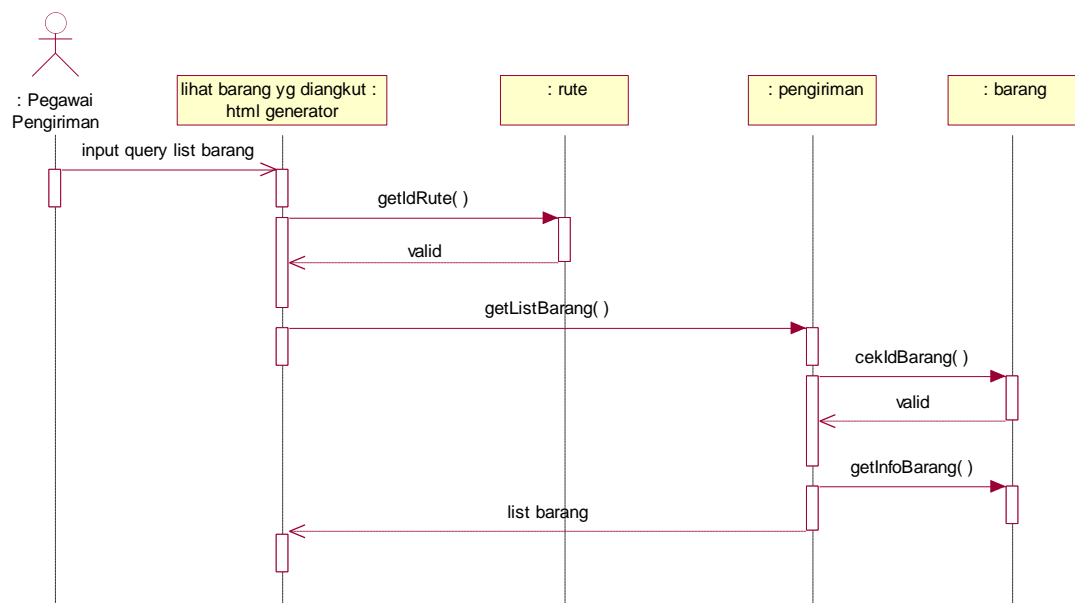 : Pegawai
Pengiriman
lihat barang yg diangkut :
html generator
: rute
: pengiriman
: barang
input query list barang
getIdRute( )
valid
getListBarang( )
cekIdBarang( )
valid
getInfoBarang( )
list barang